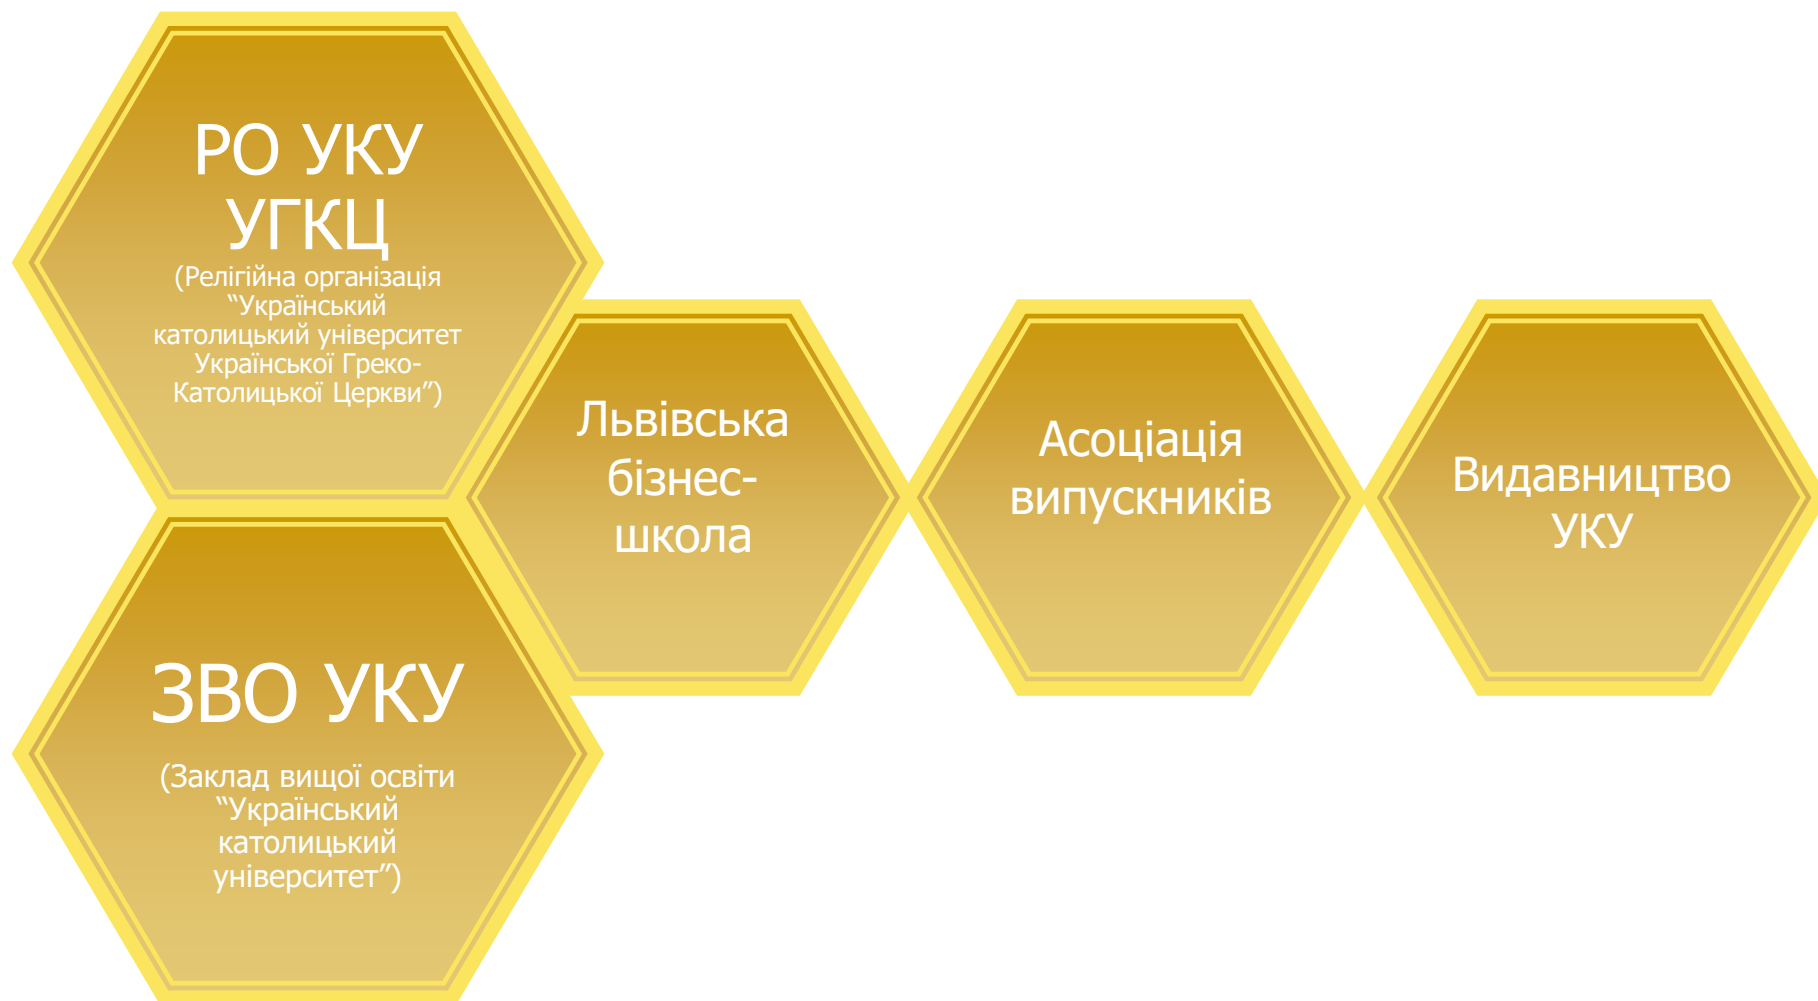 РО УКУ
УГКЦ
(Релігійна організація
“Український
католицький університет
Української Греко-
Католицької Церкви”)
ЗВО УКУ
(Заклад вищої освіти
“Український
католицький
університет”)
Львівська
бізнес-
школа
Асоціація
випускників
Видавництво
УКУ